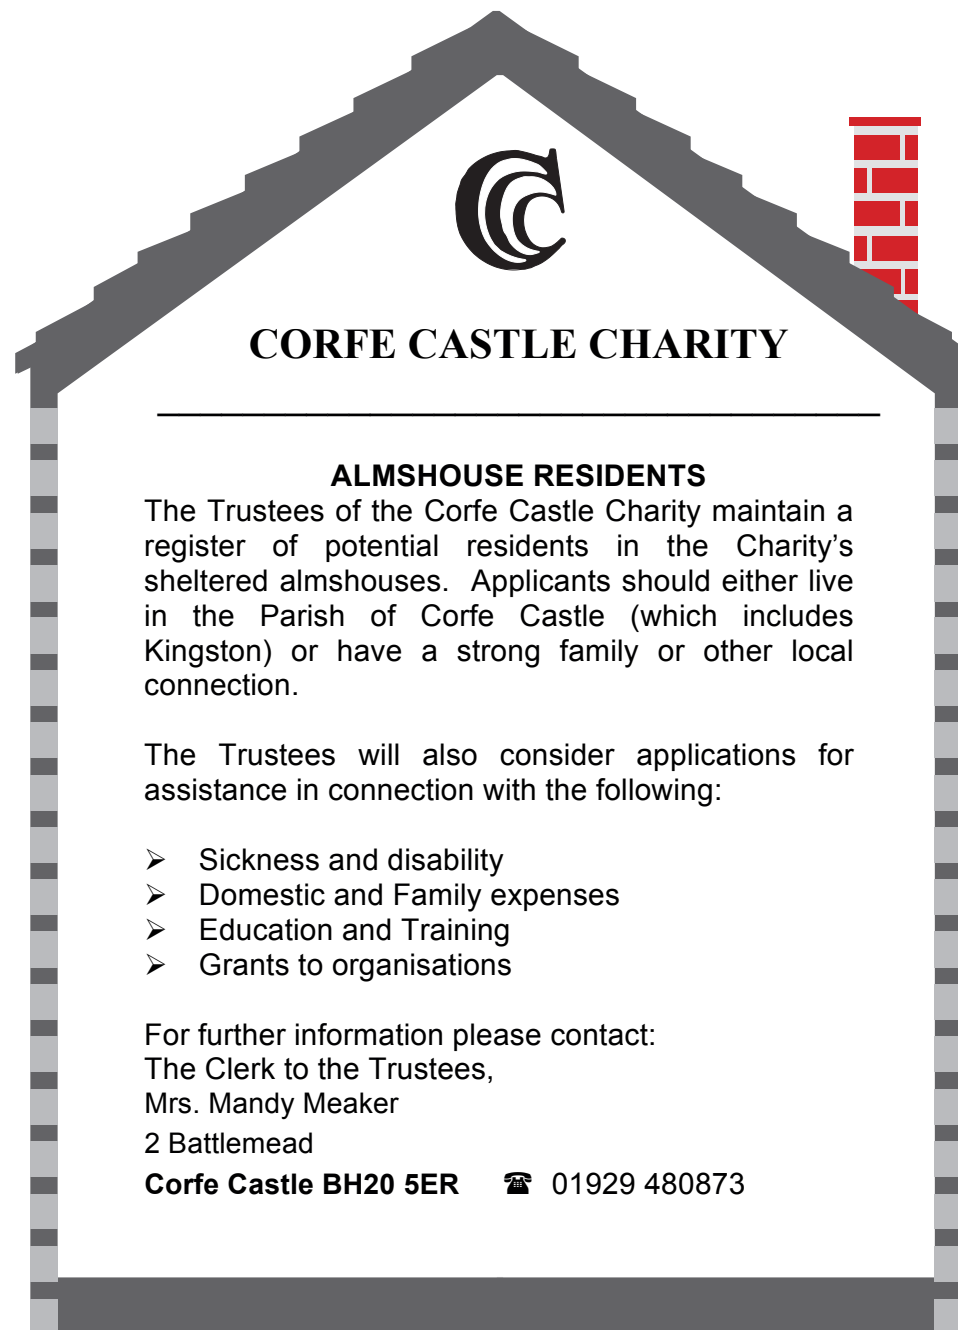 CCC
CORFE CASTLE CHARITY
ALMSHOUSE RESIDENTS
The Trustees of the Corfe Castle Charity maintain a
register of potential residents in the Charity’s
sheltered almshouses. Applicants should either live
in the Parish of Corfe Castle (which includes
Kingston) or have a strong family or other local
connection.
The Trustees will also consider applications for
assistance in connection with the following:
➢ Sickness and disability
➢ Domestic and Family expenses
➢ Education and Training
➢ Grants to organisations
For further information please contact:
The Clerk to the Trustees,
Mrs. Mandy Meaker
2 Battlemead
Corfe Castle BH20 5ER ☎ 01929 480873